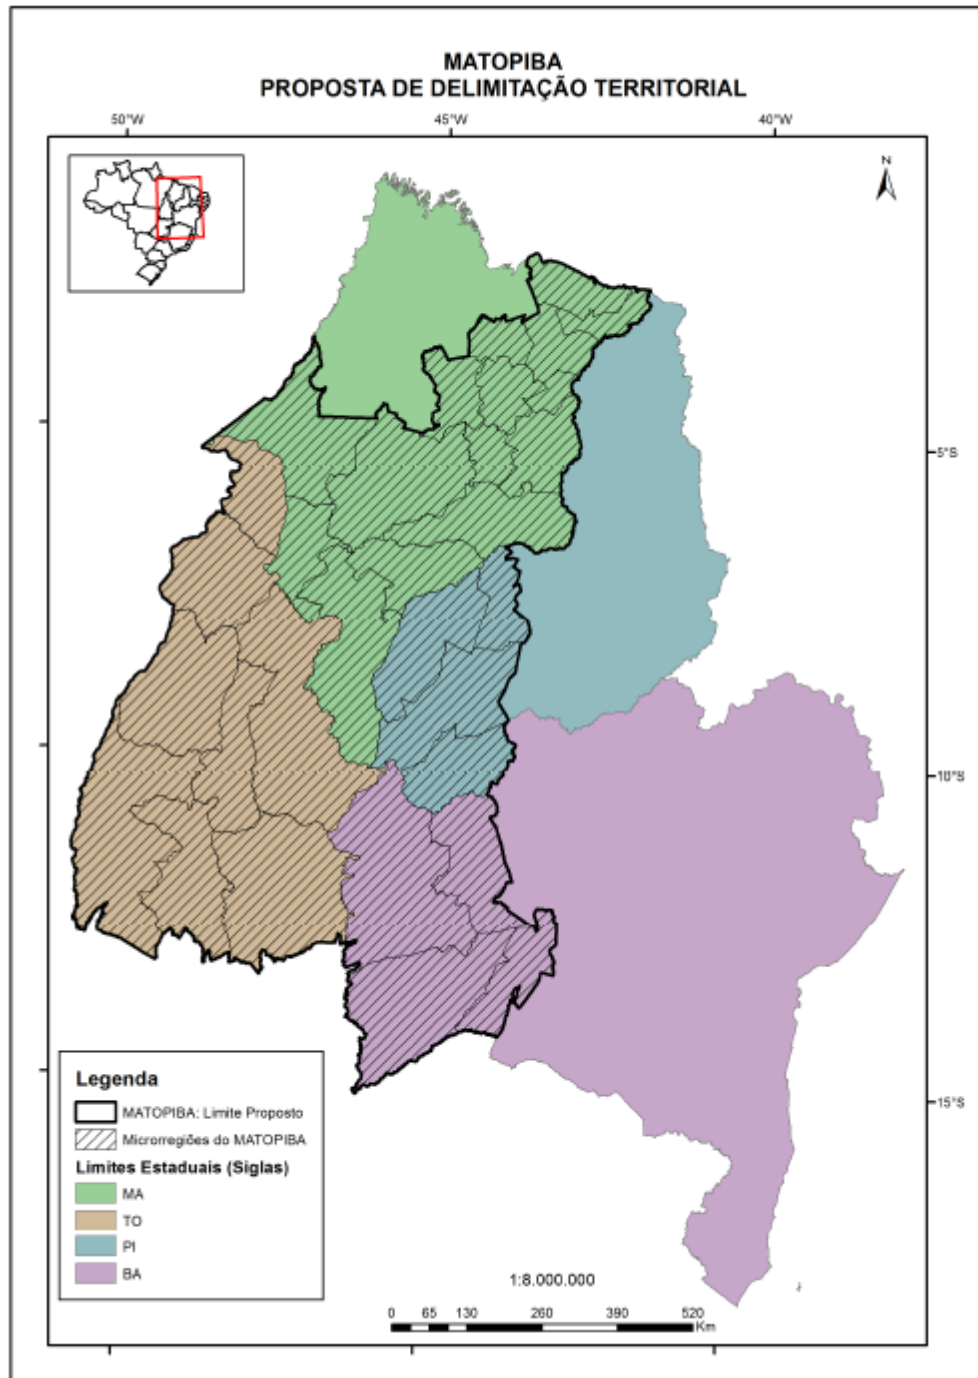 MATOPIBA
PROPOSTA DE DELIMITAÇÃO TERRITORIAL
50°W 45°W 40°W
N
5°S
10°S
15°S
Legenda
MATOPIBA: Limite Proposto
Microrregiões do MATOPIBA
Limites Estaduais (Siglas)
MA
TO
PI
BA
1:8.000.000
0 65 130 260 390 520
Km